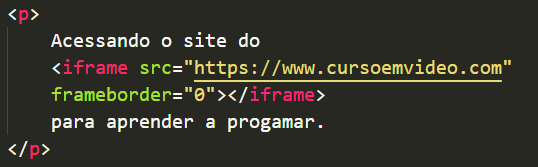 <p>
Acessando o site do
<iframe src="https://www.cursoemvideo.com"
frameborder="0"></iframe>
para aprender a progamar.
</p>